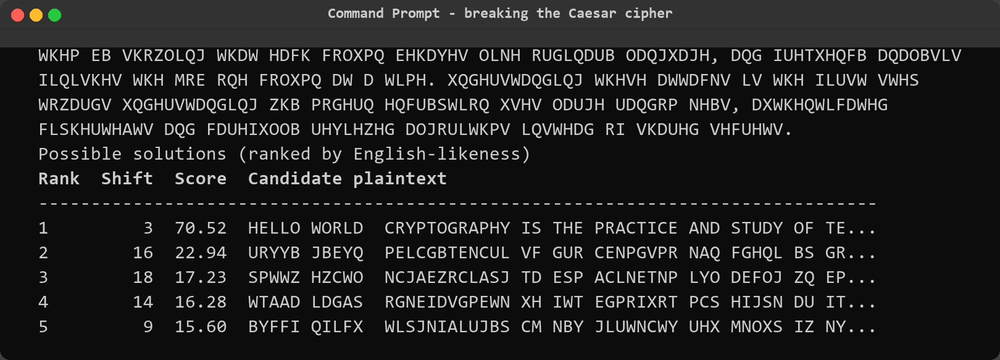 Command Prompt - breaking the Caesar cipher
WKHP EB VKRZOLQJ WKDW HDFK FROXPQ EHKDYHV OLNH RUGLQDUB ODQJXDJH, DQG IUHTXHQFB DQDOBVLV
ILQLVKHV WKH MRE RQH FROXPQ DW D WLPH. XQGHUVWDQGLQJ WKHVH DWWDFNV LV WKH ILUVW VWHS
WRZDUGV XQGHUVWDQGLQJ ZKB PRGHUQ HQFUBSWLRQ XVHV ODUJH UDQGRP NHBV, DXWKHQWLFDWHG
FLSKHUWHAWV DQG FDUHIXOOB UHYLHZHG DOJRULWKPV LQVWHDG RI VKDUHG VHFUHWV.
Possible solutions (ranked by English-likeness)
Rank  Shift  Score  Candidate plaintext
--------------------------------------------------------------------------------
1         3  70.52  HELLO WORLD  CRYPTOGRAPHY IS THE PRACTICE AND STUDY OF TE...
2        16  22.94  URYYB JBEYQ  PELCGBTENCUL VF GUR CENPGVPR NAQ FGHQL BS GR...
3        18  17.23  SPWWZ HZCWO  NCJAEZRCLASJ TD ESP ACLNETNP LYO DEFOJ ZQ EP...
4        14  16.28  WTAAD LDGAS  RGNEIDVGPEWN XH IWT EGPRIXRT PCS HIJSN DU IT...
5         9  15.60  BYFFI QILFX  WLSJNIALUJBS CM NBY JLUWNCWY UHX MNOXS IZ NY...